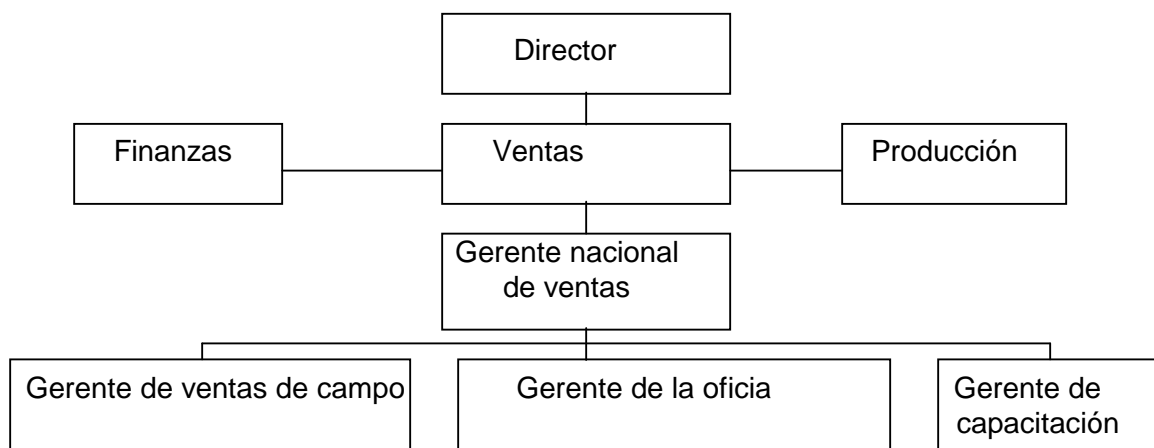 Director
Finanzas
Ventas
Producción
Gerente nacional
de ventas
Gerente de ventas de campo
Gerente de la oficia
Gerente de
capacitación